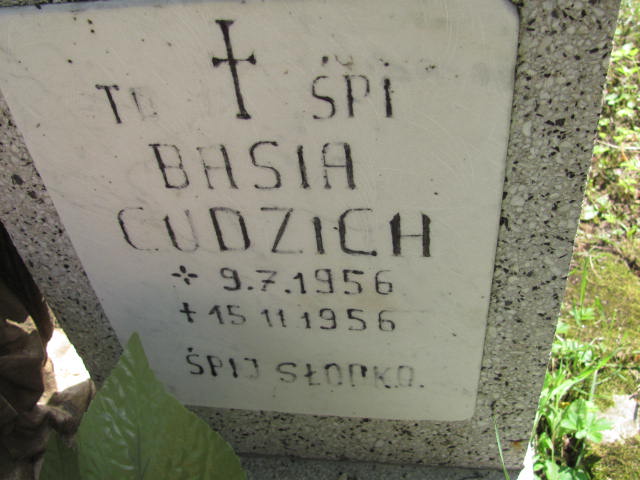 TU ŚPI
BASIA
CUDZICH
9.7.1956
15 11 1956
ŚPIJ SŁODKO.